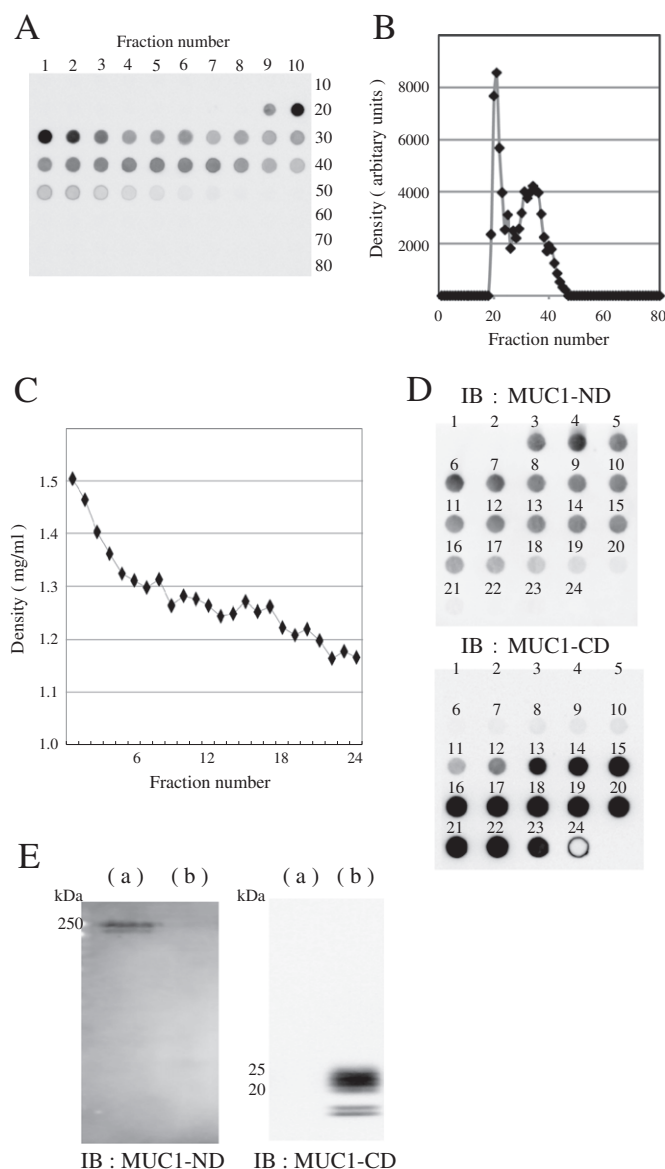 A
Fraction number
1 2 3 4 5 6 7 8 9 10
10
20
30
40
50
60
70
80
B
Density ( arbitary units )
8000
6000
4000
2000
0 20 40 60 80
Fraction number
C
Density ( mg/ml )
1.5
1.4
1.3
1.2
1.1
1.0
6 12 18 24
Fraction number
D
IB : MUC1-ND
1 2 3 4 5
6 7 8 9 10
11 12 13 14 15
16 17 18 19 20
21 22 23 24
IB : MUC1-CD
1 2 3 4 5
6 7 8 9 10
11 12 13 14 15
16 17 18 19 20
21 22 23 24
E
( a ) ( b )
kDa
250
IB : MUC1-ND
( a ) ( b )
kDa
25
20
IB : MUC1-CD